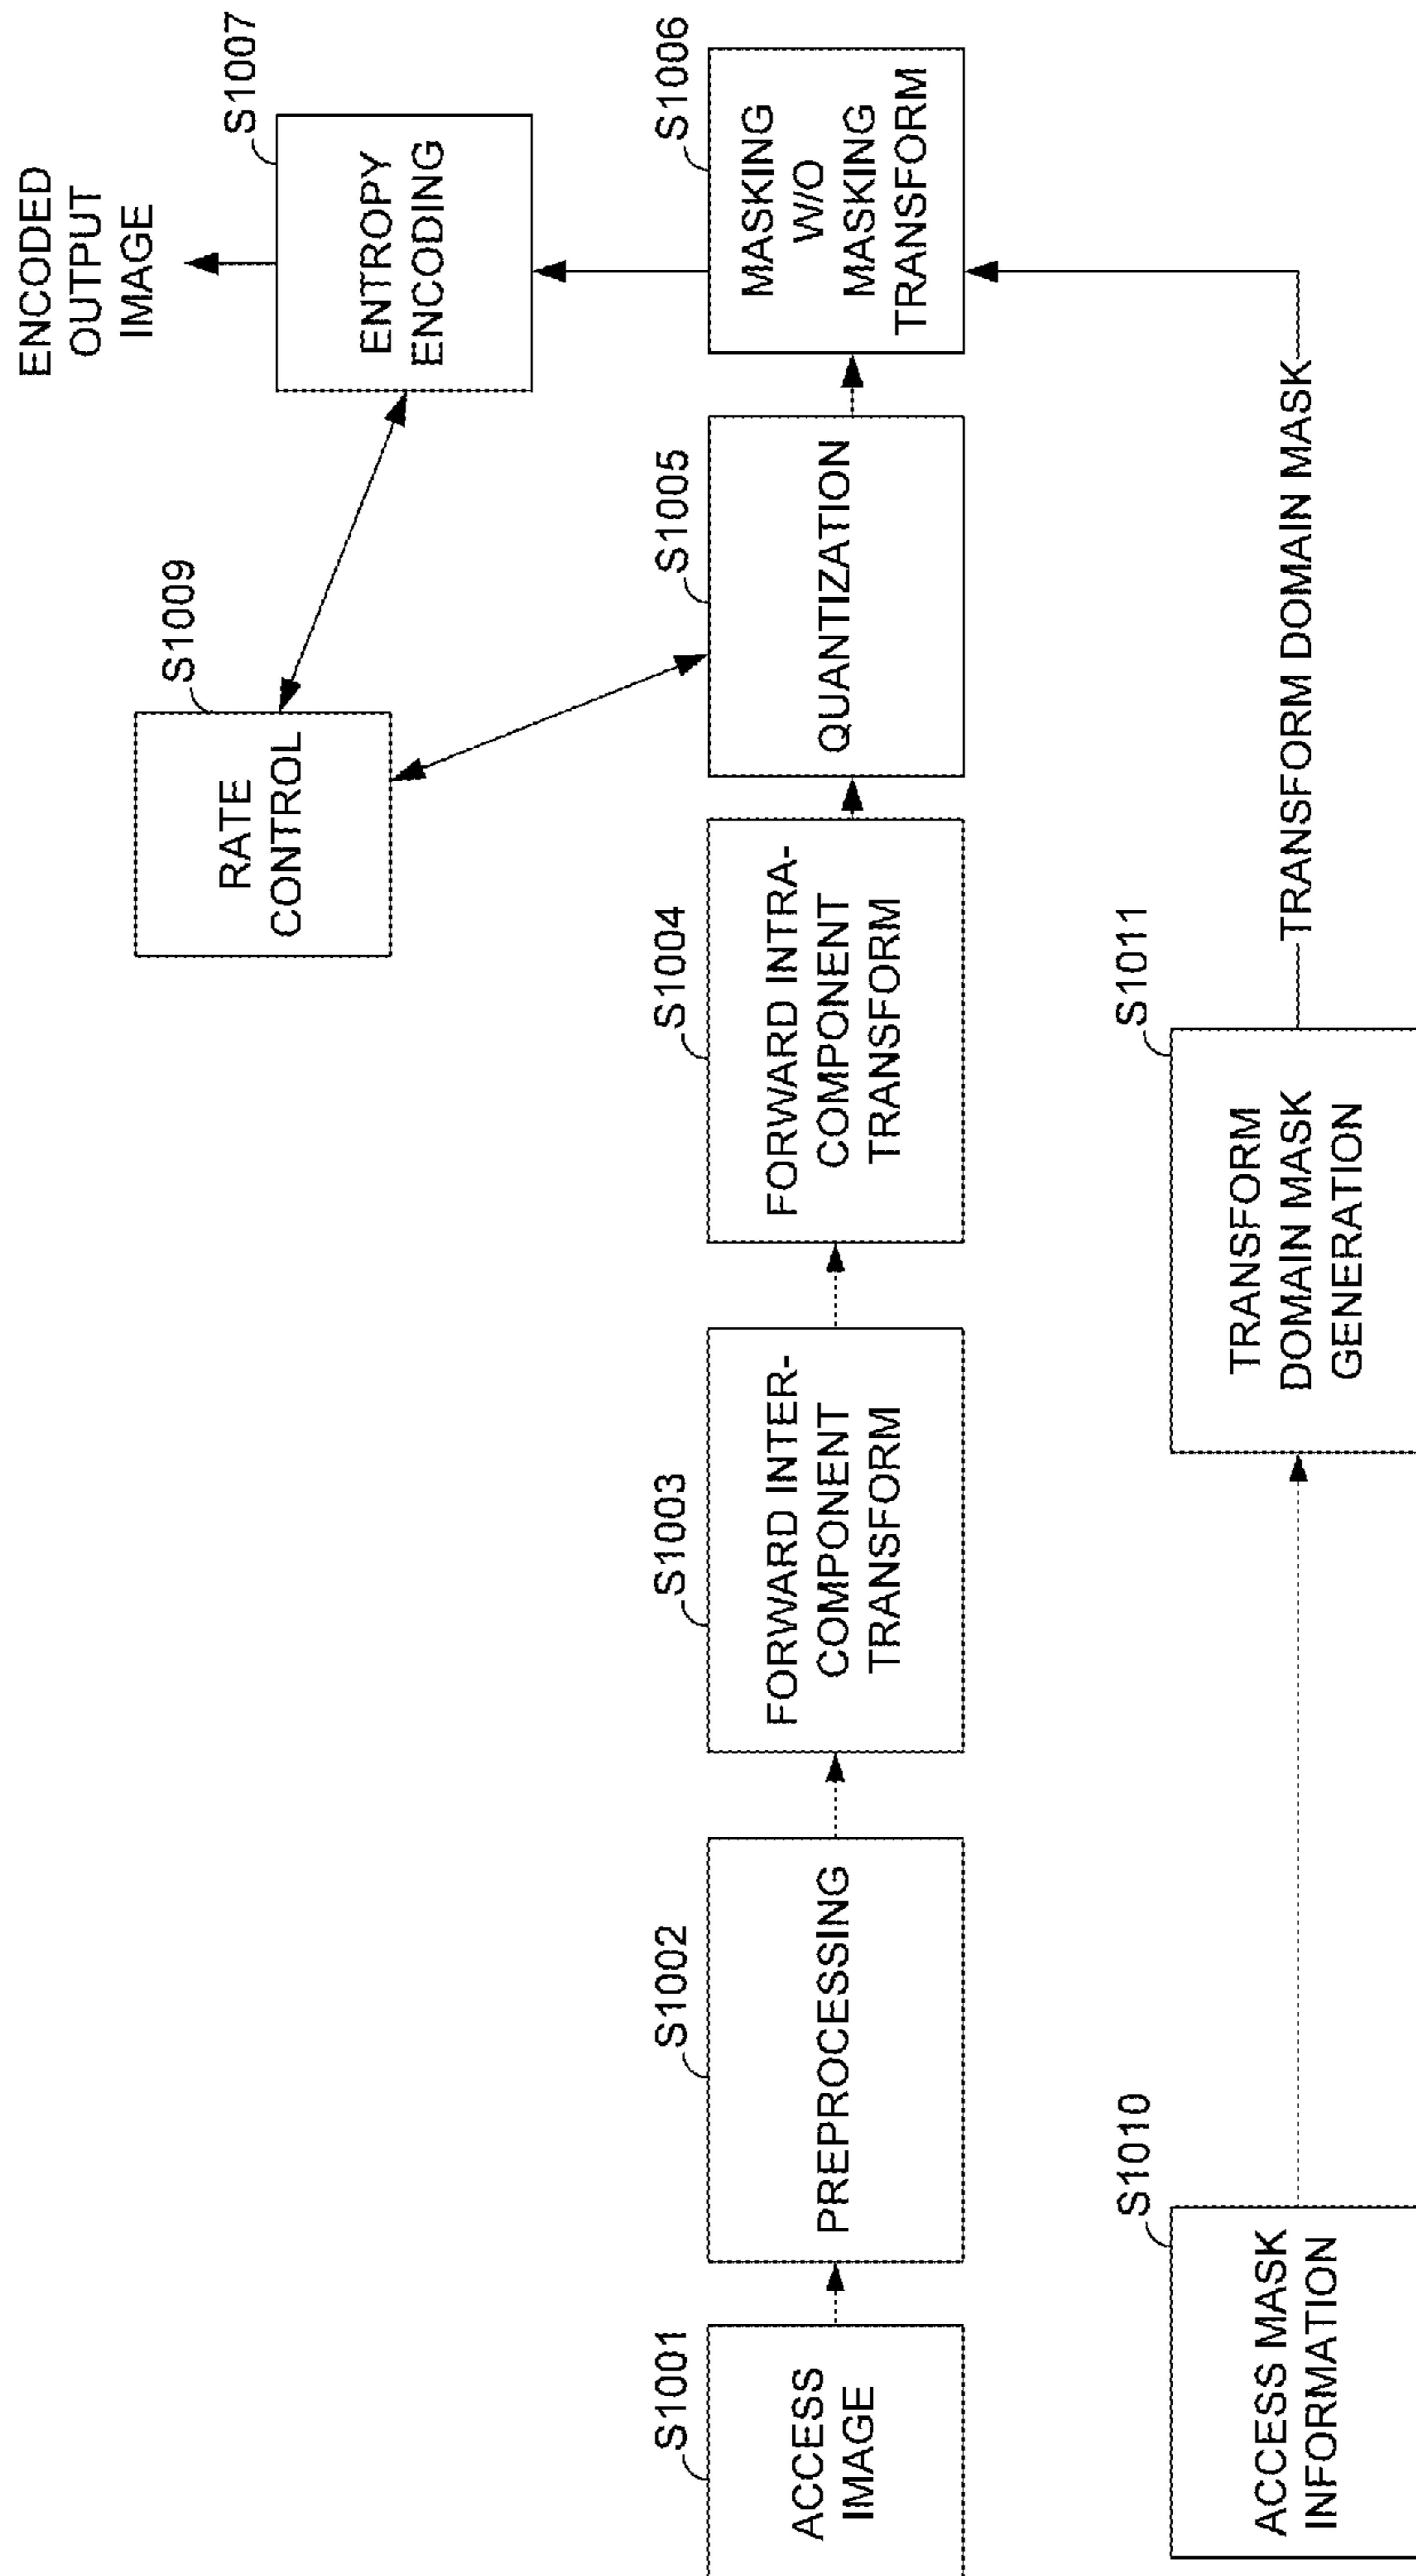 ENCODED
OUTPUT
IMAGE
S1009
RATE
CONTROL
S1007
ENTROPY
ENCODING
S1001
ACCESS
IMAGE
S1002
PREPROCESSING
S1003
FORWARD INTER-
COMPONENT
TRANSFORM
S1004
FORWARD INTRA-
COMPONENT
TRANSFORM
S1005
QUANTIZATION
S1006
MASKING
W/O
MASKING
TRANSFORM
S1010
ACCESS MASK
INFORMATION
S1011
TRANSFORM
DOMAIN MASK
GENERATION
TRANSFORM DOMAIN MASK